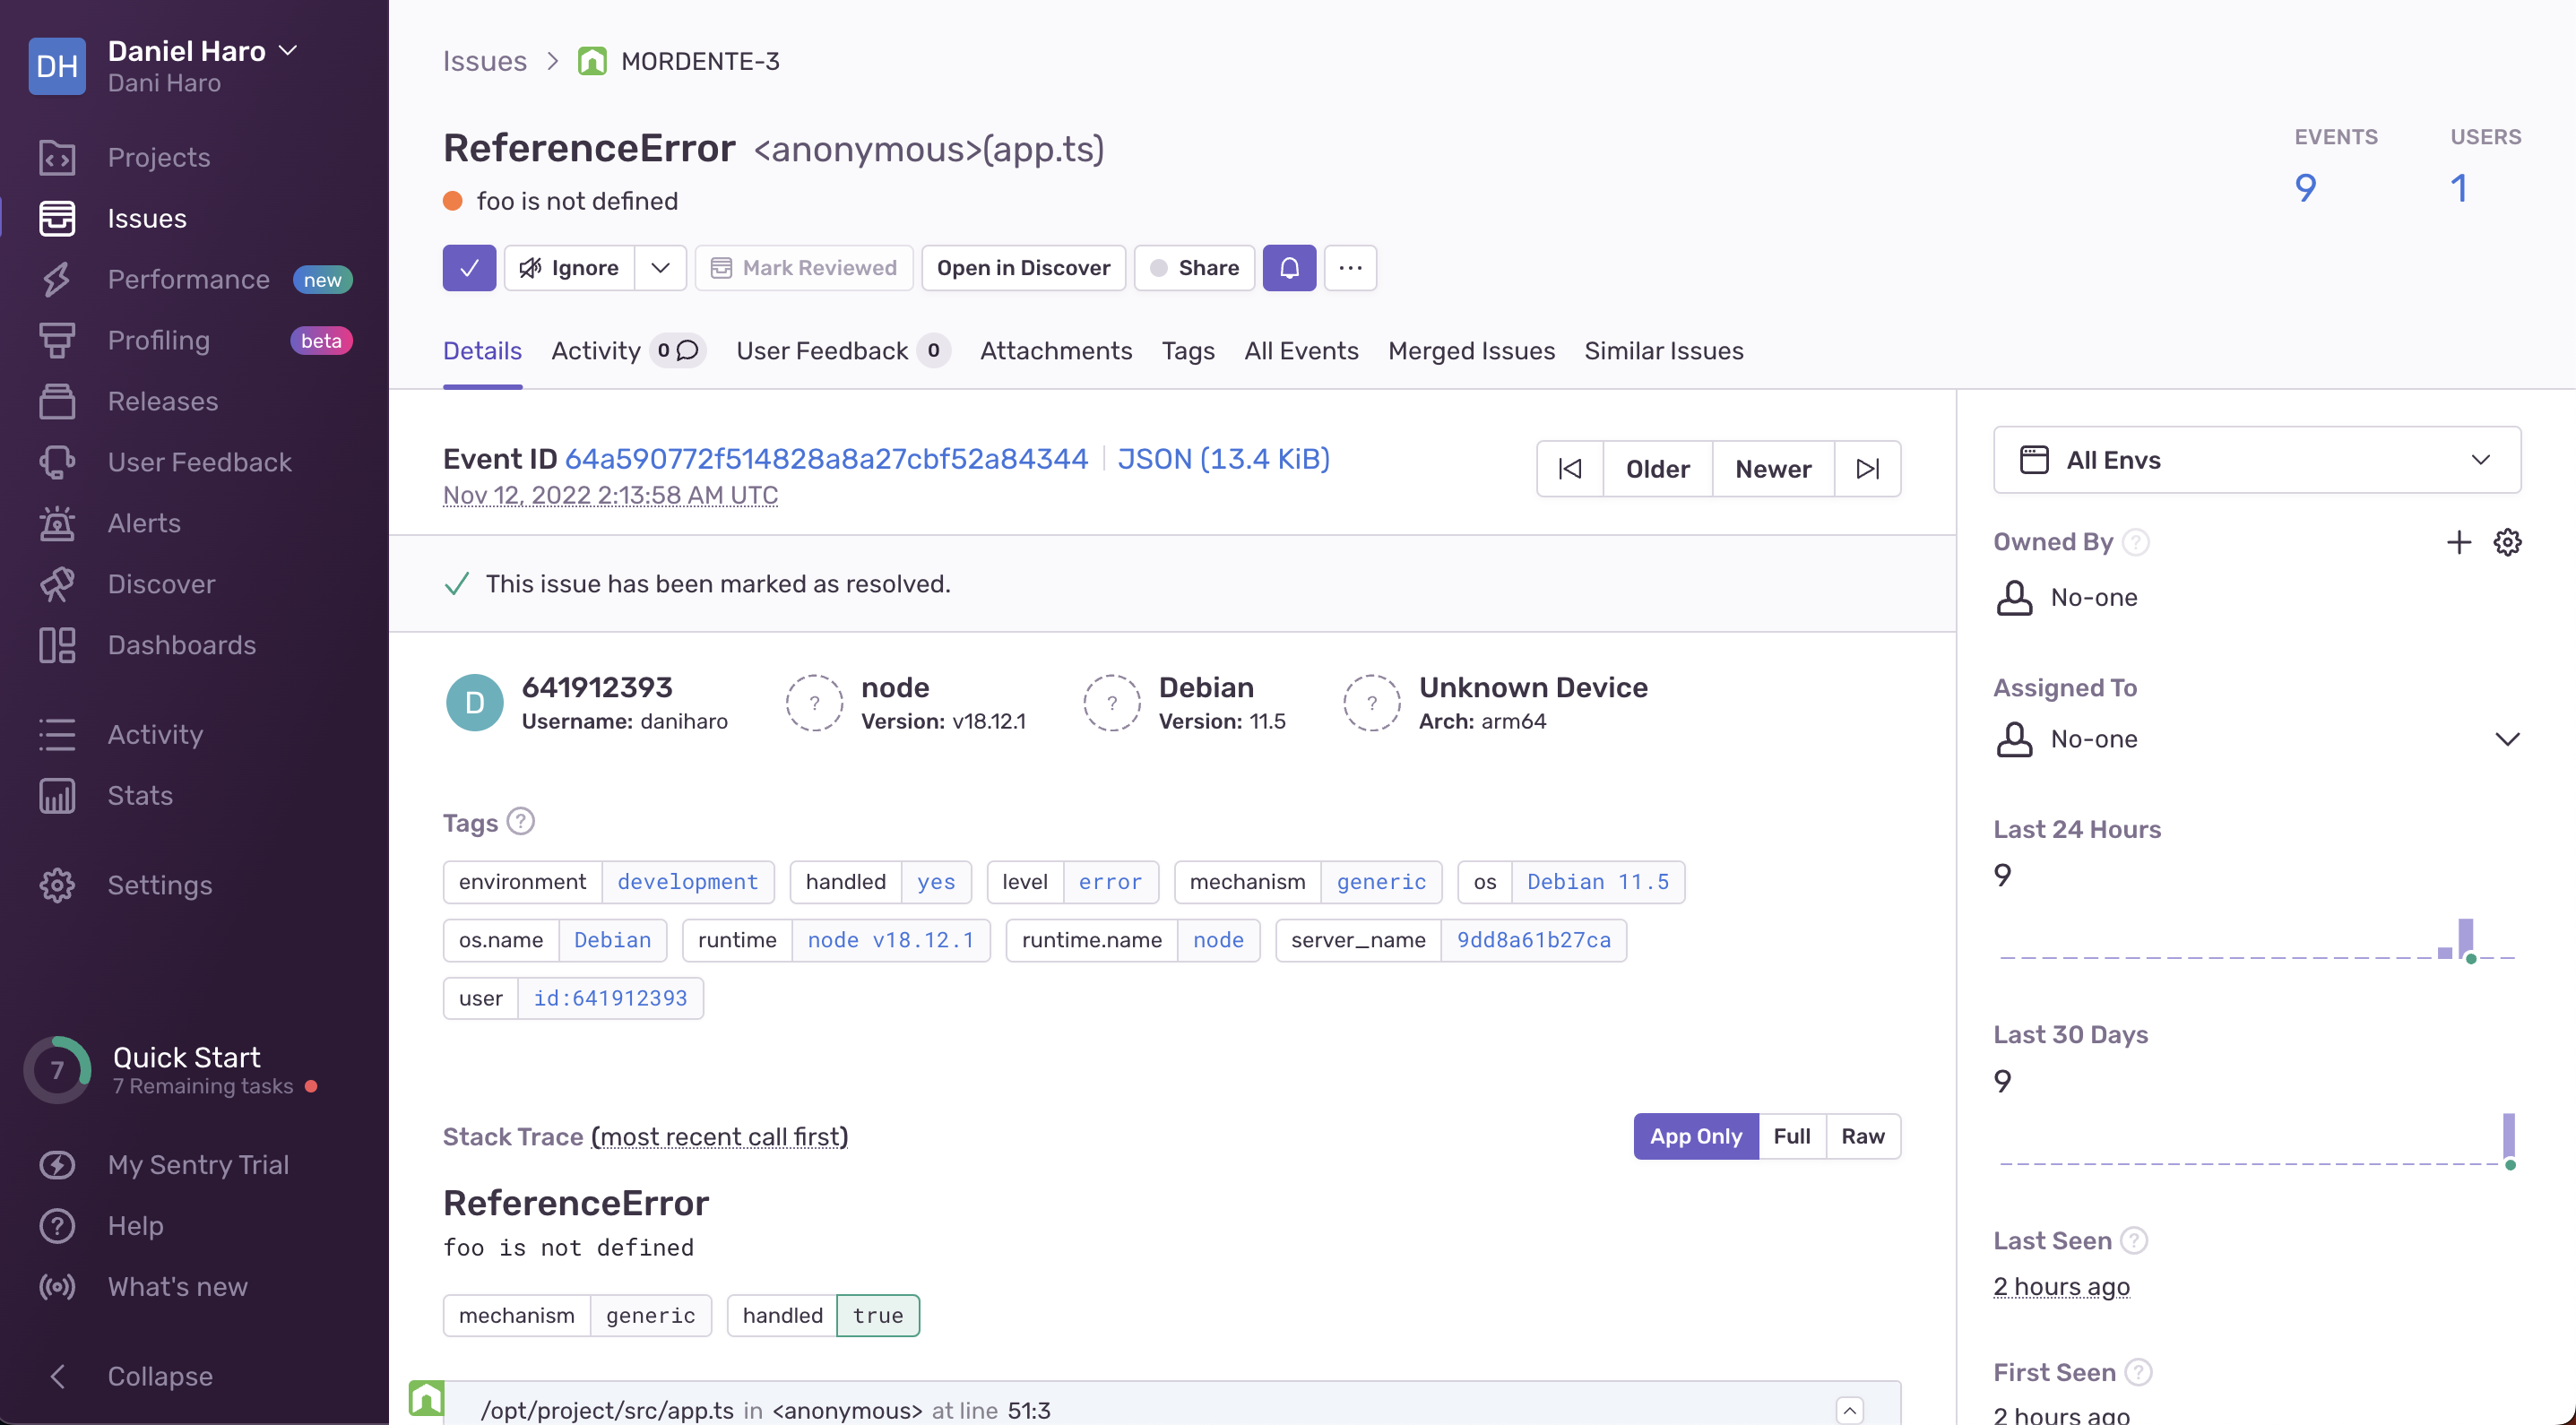 DH
Daniel Haro
Dani Haro
Projects
Issues
Performance new
Profiling beta
Releases
User Feedback
Alerts
Discover
Dashboards
Activity
Stats
Settings
7
Quick Start
7 Remaining tasks
My Sentry Trial
Help
What's new
Collapse
Issues > MORDENTE-3
ReferenceError <anonymous>(app.ts)
foo is not defined
EVENTS USERS
9 1
Ignore Mark Reviewed Open in Discover Share ...
Details Activity 0 User Feedback 0 Attachments Tags All Events Merged Issues Similar Issues
Event ID 64a590772f514828a8a27cbf52a84344 | JSON (13.4 KiB)
Nov 12, 2022 2:13:58 AM UTC
Older Newer
This issue has been marked as resolved.
D
641912393
Username: daniharo
?
node
Version: v18.12.1
?
Debian
Version: 11.5
?
Unknown Device
Arch: arm64
Tags ?
environment development handled yes level error mechanism generic os Debian 11.5
os.name Debian runtime node v18.12.1 runtime.name node server_name 9dd8a61b27ca
user id:641912393
Stack Trace (most recent call first)
App Only Full Raw
ReferenceError
foo is not defined
mechanism generic handled true
/opt/project/src/app.ts in <anonymous> at line 51:3
All Envs
Owned By ?
No-one
Assigned To
No-one
Last 24 Hours
9
Last 30 Days
9
Last Seen ?
2 hours ago
First Seen ?
2 hours ago